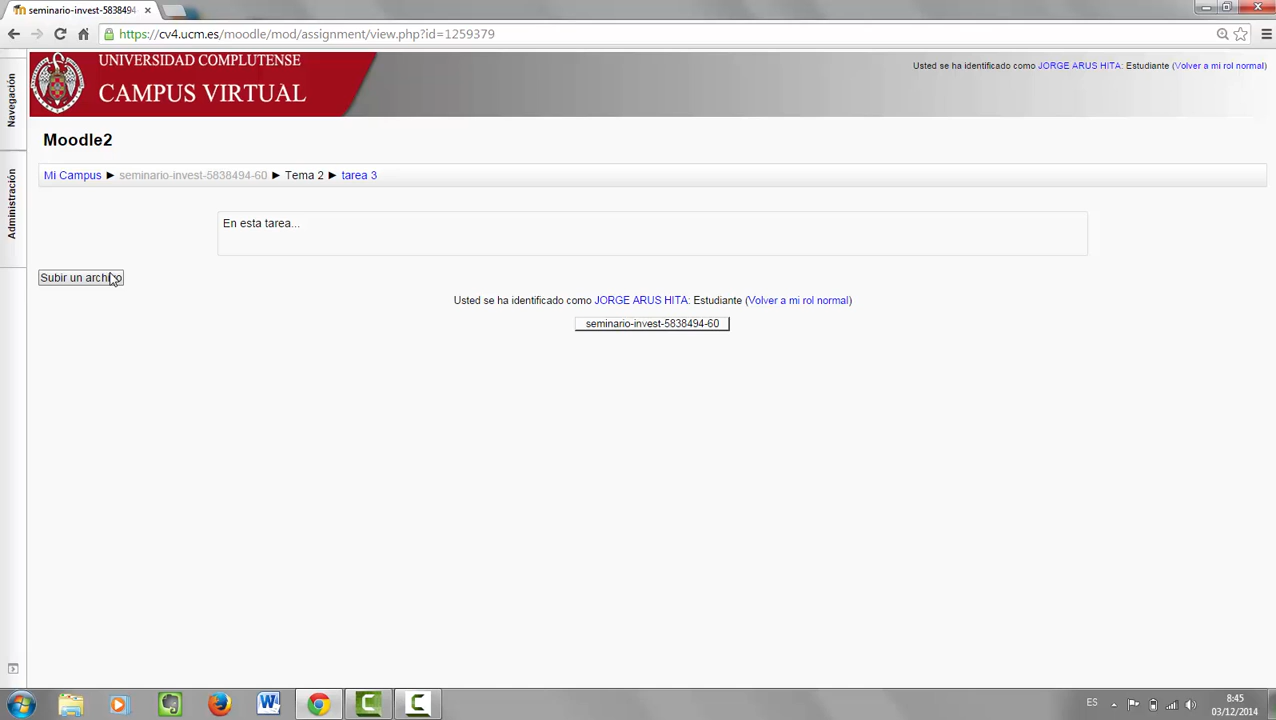 seminario-invest-5838494
https://cv4.ucm.es/moodle/mod/assignment/view.php?id=1259379
UNIVERSIDAD COMPLUTENSE
CAMPUS VIRTUAL
Usted se ha identificado como JORGE ARUS HITA: Estudiante (Volver a mi rol normal)
Navegación
Administración
Moodle2
Mi Campus ► seminario-invest-5838494-60 ► Tema 2 ► tarea 3
En esta tarea...
Subir un archivo
Usted se ha identificado como JORGE ARUS HITA: Estudiante (Volver a mi rol normal)
seminario-invest-5838494-60
ES
8:45
03/12/2014